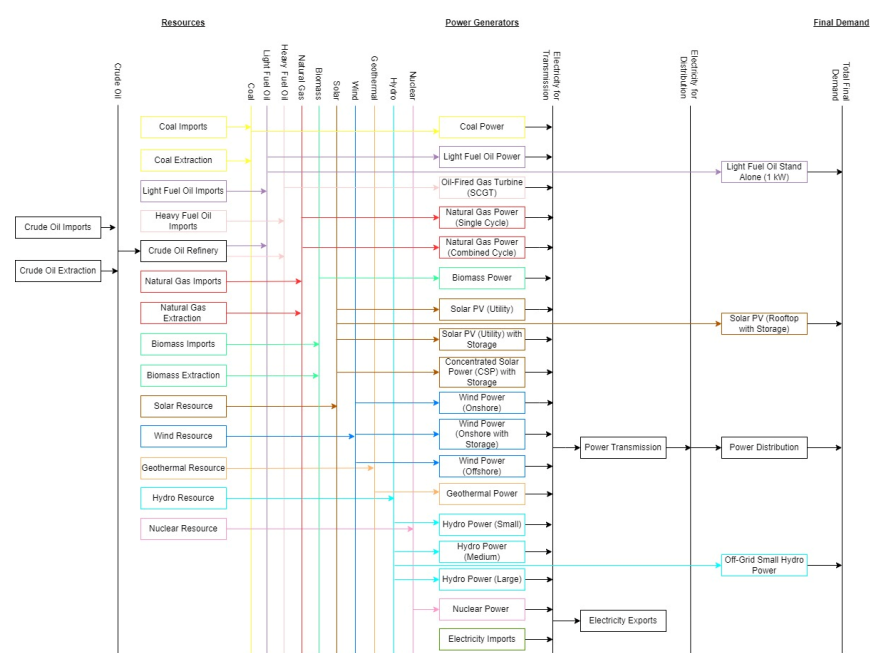 Resources
Power Generators
Final Demand
Crude Oil
Coal
Light Fuel Oil
Heavy Fuel Oil
Natural Gas
Biomass
Solar
Wind
Geothermal
Hydro
Nuclear
Electricity for
Transmission
Electricity for
Distribution
Total Final
Demand
Coal Imports
Coal Power
Coal Extraction
Light Fuel Oil Power
Light Fuel Oil Stand
Alone (1 kW)
Light Fuel Oil Imports
Oil-Fired Gas Turbine
(SCGT)
Heavy Fuel Oil
Imports
Natural Gas Power
(Single Cycle)
Crude Oil Imports
Crude Oil Refinery
Natural Gas Power
(Combined Cycle)
Crude Oil Extraction
Natural Gas Imports
Biomass Power
Natural Gas
Extraction
Solar PV (Utility)
Solar PV (Rooftop
with Storage)
Biomass Imports
Solar PV (Utility) with
Storage
Biomass Extraction
Concentrated Solar
Power (CSP) with
Storage
Solar Resource
Wind Power
(Onshore)
Wind Resource
Wind Power
(Onshore with
Storage)
Power Transmission
Power Distribution
Geothermal Resource
Wind Power
(Offshore)
Hydro Resource
Geothermal Power
Nuclear Resource
Hydro Power (Small)
Hydro Power
(Medium)
Off-Grid Small Hydro
Power
Hydro Power (Large)
Nuclear Power
Electricity Exports
Electricity Imports